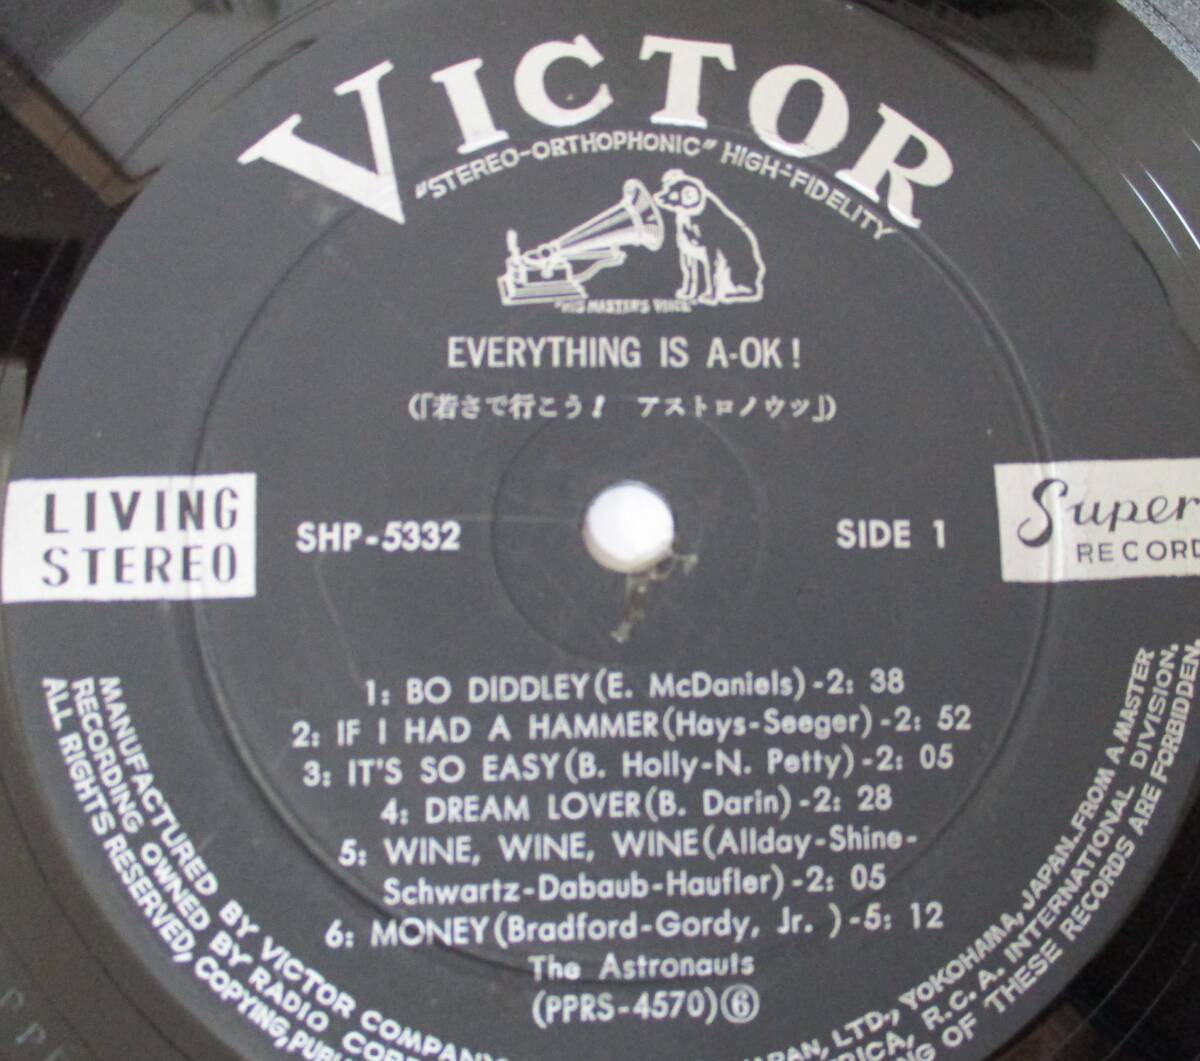 VICTOR
"STEREO-ORTHOPHONIC" HIGH-FIDELITY
"HIS MASTER'S VOICE"
EVERYTHING IS A-OK!
(『若さで行こう! アストロノウツ』)
LIVING
STEREO
SHP-5332
SIDE 1
Super
RECORD
1: BO DIDDLEY(E. McDaniels)-2: 38
2: IF I HAD A HAMMER(Hays-Seeger)-2: 52
3: IT'S SO EASY(B. Holly-N. Petty)-2: 05
4: DREAM LOVER(B. Darin)-2: 28
5: WINE, WINE, WINE(Allday-Shine-
Schwartz-Dabaub-Haufler)-2: 05
6: MONEY(Bradford-Gordy, Jr. )-5: 12
The Astronauts
(PPRS-4570)⑥
MANUFACTURED BY VICTOR COMPANY JAPAN, LTD., YOKOHAMA, JAPAN. FROM A MASTER
RECORDING OWNED BY RADIO CORP R.C.A. INTERNATIONAL DIVISION.
ALL RIGHTS RESERVED, COPYING, PUBL NG OF THESE RECORDS ARE FORBIDDEN.